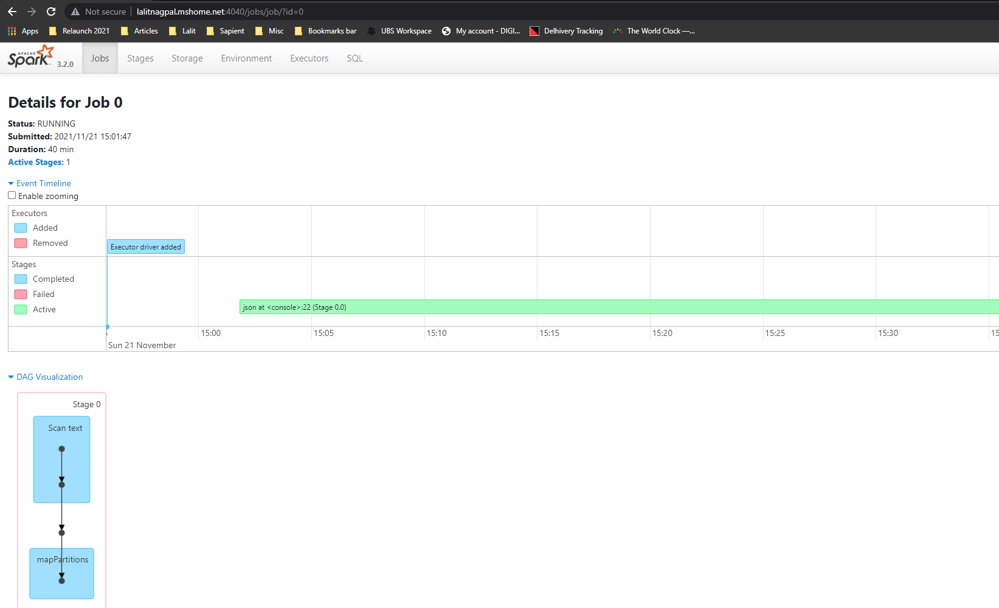 Not secure lalitnagpal.mshome.net:4040/jobs/job/?id=0
Apps Relaunch 2021 Articles Lalit Sapient Misc Bookmarks bar UBS Workspace My account - DIGI... Delhivery Tracking The World Clock —...
APACHE
Spark 3.2.0 Jobs Stages Storage Environment Executors SQL
Details for Job 0
Status: RUNNING
Submitted: 2021/11/21 15:01:47
Duration: 40 min
Active Stages: 1
Event Timeline
Enable zooming
Executors
Added
Removed
Executor driver added
Stages
Completed
Failed
Active
json at <console>:22 (Stage 0.0)
15:00 15:05 15:10 15:15 15:20 15:25 15:30
Sun 21 November
DAG Visualization
Stage 0
Scan text
mapPartitions